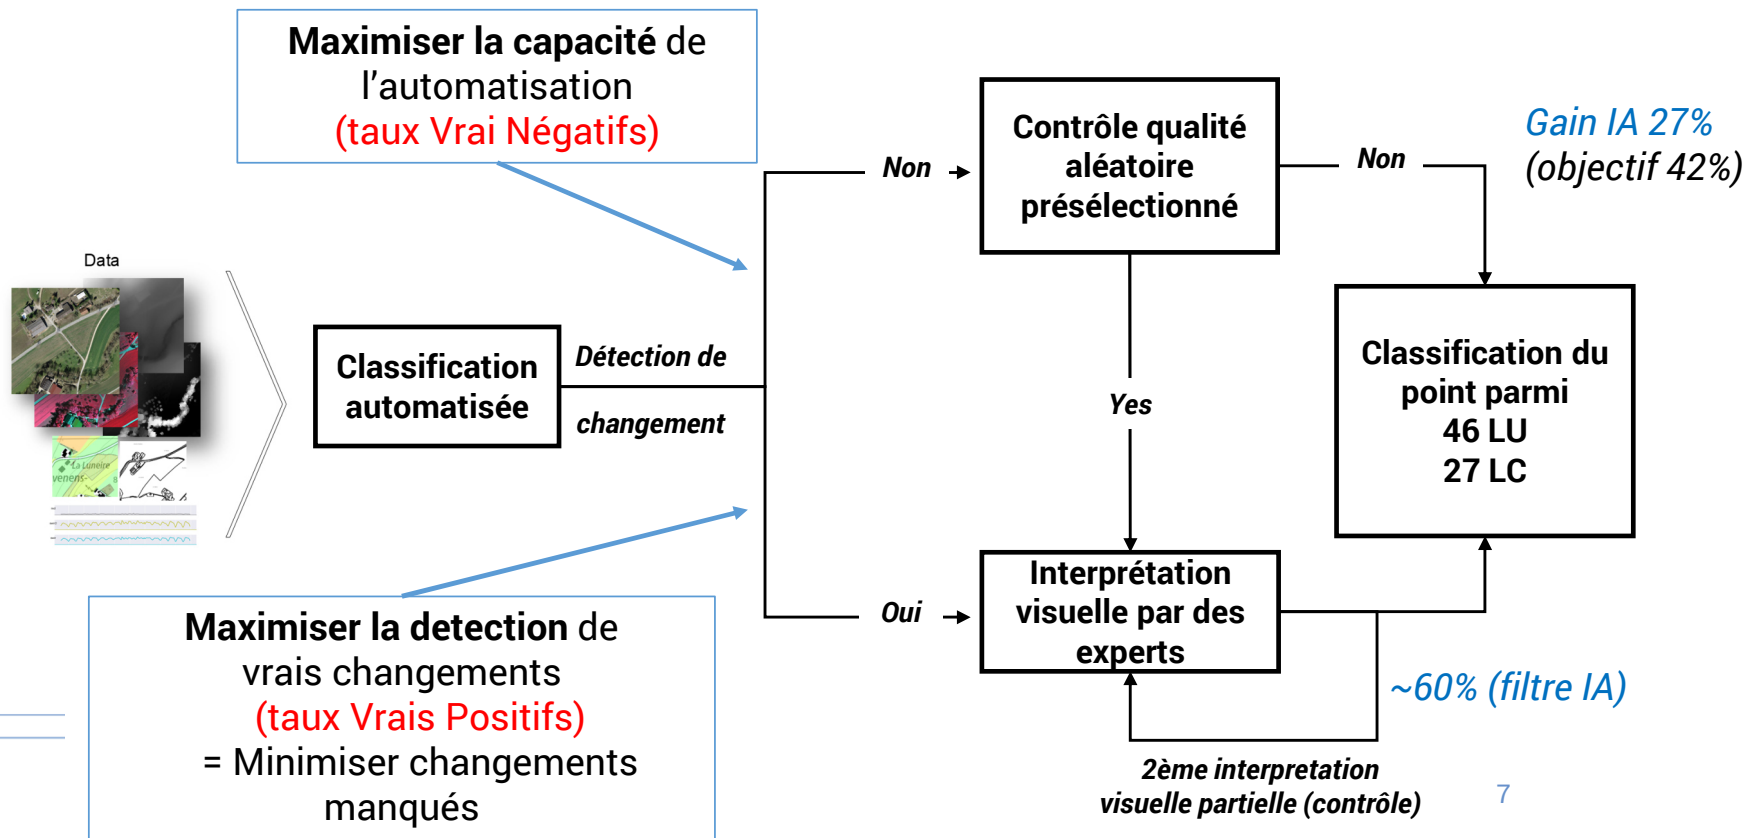 Maximiser la capacité de
l'automatisation
(taux Vrai Négatifs)
Data
Classification
automatisée
Détection de
changement
Non
Contrôle qualité
aléatoire
présélectionné
Non
Gain IA 27%
(objectif 42%)
Yes
Classification du
point parmi
46 LU
27 LC
Oui
Interprétation
visuelle par des
experts
~60% (filtre IA)
2ème interpretation
visuelle partielle (contrôle)
La Luneire
venens-
Maximiser la detection de
vrais changements
(taux Vrais Positifs)
= Minimiser changements
manqués
7